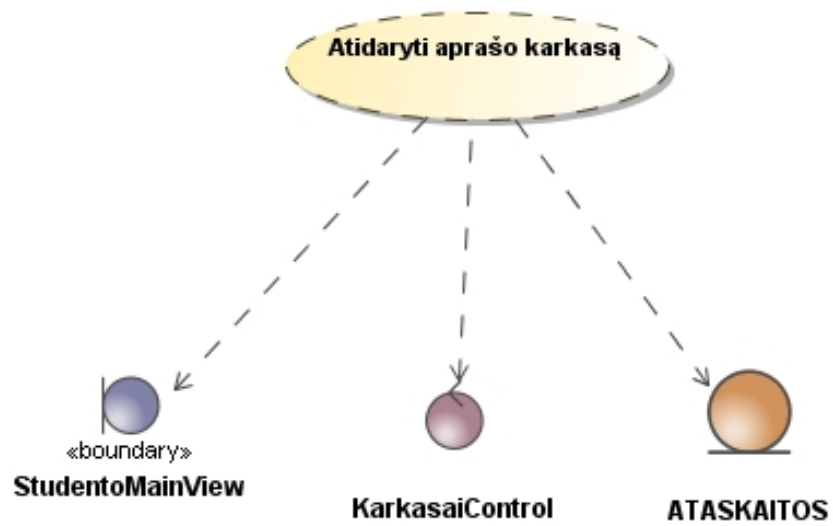 Atidaryti aprašo karkasą
«boundary»
StudentoMainView
KarkasaiControl
ATASKAITOS